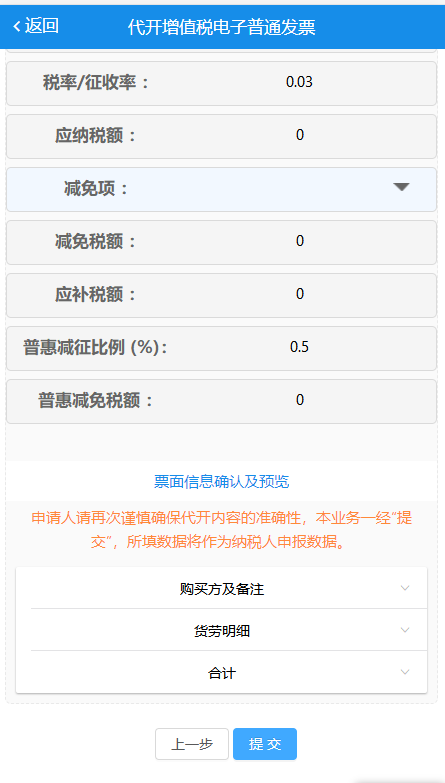 返回 代开增值税电子普通发票
税率/征收率 : 0.03
应纳税额 : 0
减免项 :
减免税额 : 0
应补税额 : 0
普惠减征比例 (%) : 0.5
普惠减免税额 : 0
票面信息确认及预览
申请人请再次谨慎确保代开内容的准确性，本业务一经“提
交”，所填数据将作为纳税人申报数据。
购买方及备注
货劳明细
合计
上一步 提 交